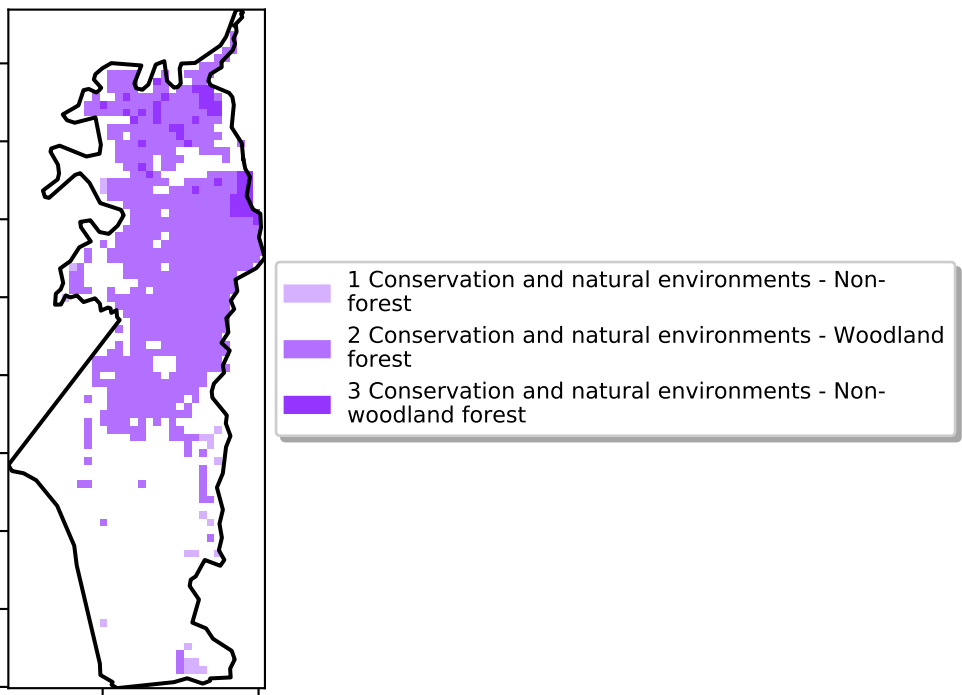 1 Conservation and natural environments - Non-
forest
2 Conservation and natural environments - Woodland
forest
3 Conservation and natural environments - Non-
woodland forest